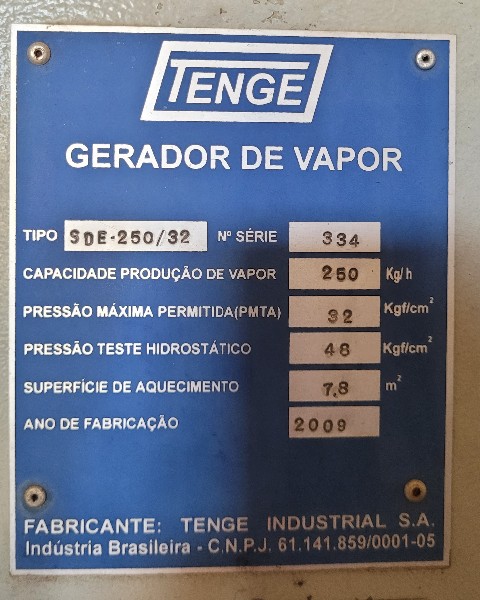 TENGE
GERADOR DE VAPOR
TIPO SDE-250/32 Nº SÉRIE 334
CAPACIDADE PRODUÇÃO DE VAPOR 250 Kg/h
PRESSÃO MÁXIMA PERMITIDA(PMTA) 32 Kgf/cm²
PRESSÃO TESTE HIDROSTÁTICO 48 Kgf/cm²
SUPERFÍCIE DE AQUECIMENTO 7.8 m²
ANO DE FABRICAÇÃO 2009
FABRICANTE: TENGE INDUSTRIAL S.A.
Indústria Brasileira - C.N.P.J. 61.141.859/0001-05